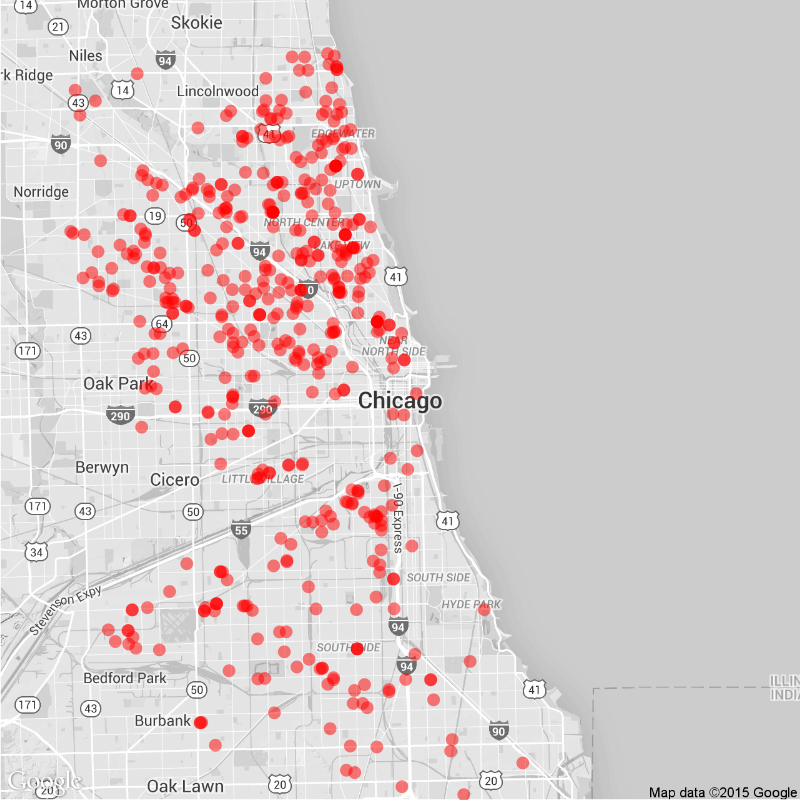 14
Morton Grove
21
Skokie
Niles
94
rk Ridge
14
Lincolnwood
43
41
EDGEWATER
90
Norridge
UPTOWN
19
50
NORTH CENTER
LAKEVIEW
94
41
0
64
43
NEAR
NORTH SIDE
171
50
Oak Park
Chicago
290
290
Berwyn
Cicero
LITTLE VILLAGE
171
43
50
I-90 Express
41
55
34
SOUTH SIDE
Stevenson Expy
HYDE PARK
94
SOUTH SIDE
94
Bedford Park
ILLIN
INDIA
50
41
171
43
Burbank
90
Google
Oak Lawn
20
20
20
Map data ©2015 Google